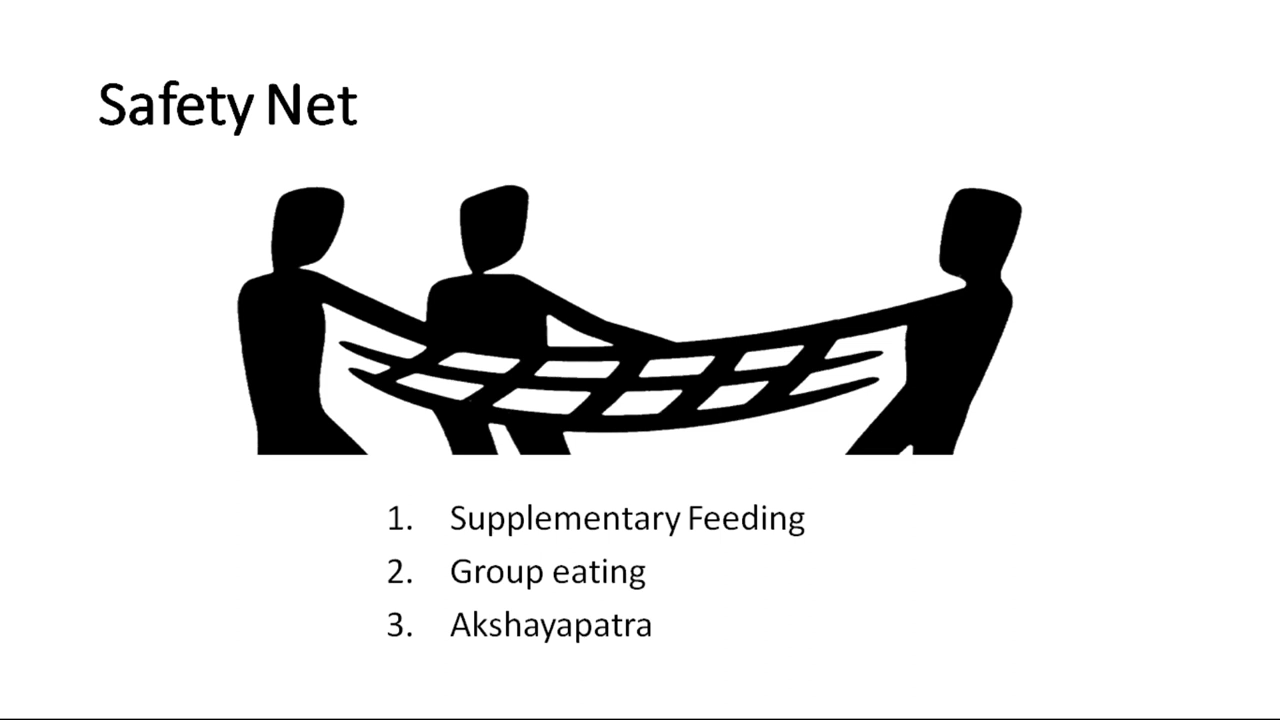 Safety Net
1. Supplementary Feeding
2. Group eating
3. Akshayapatra